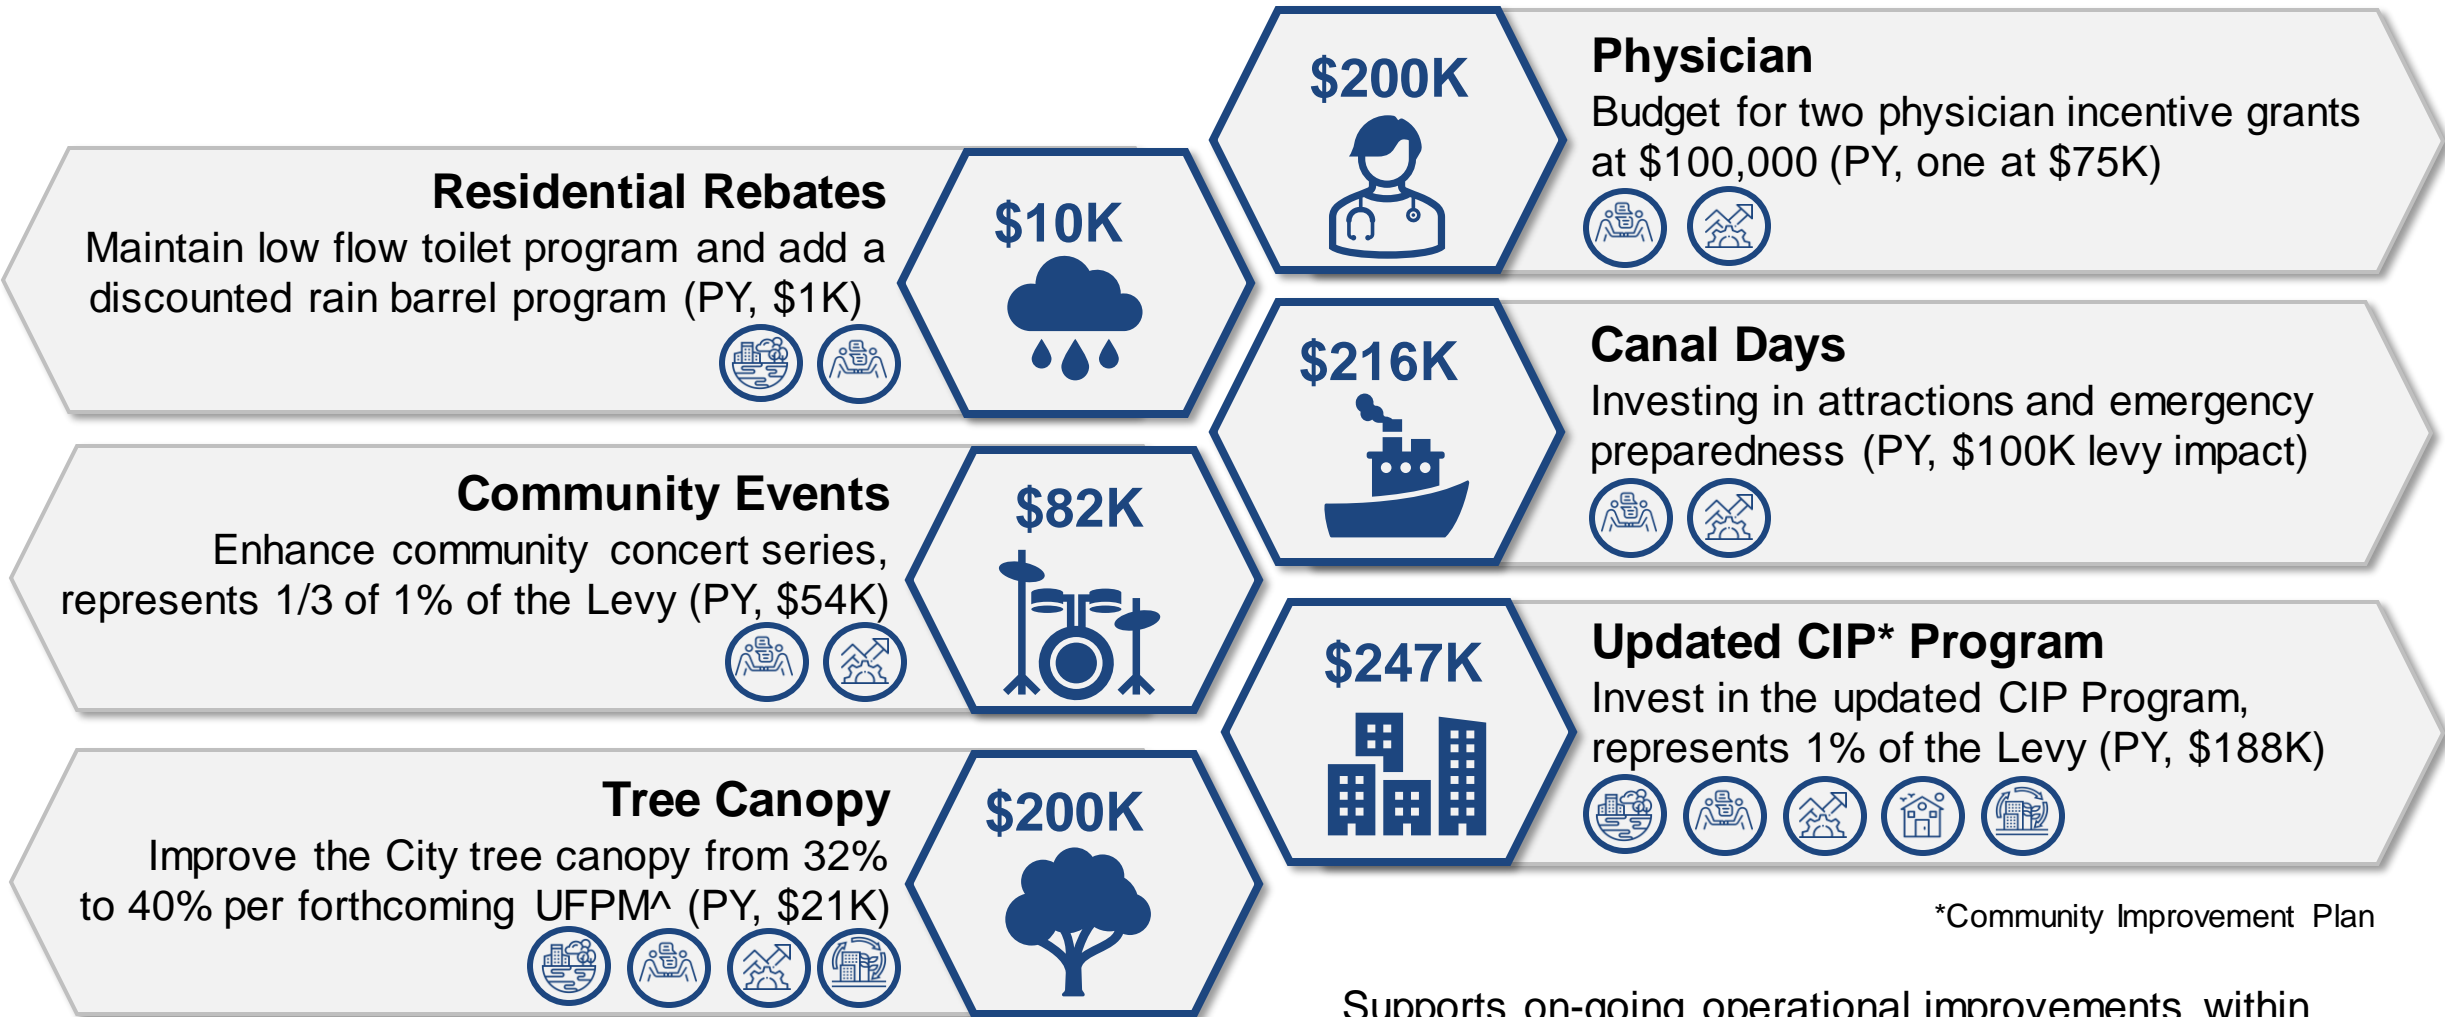 $200K
Physician
Budget for two physician incentive grants
at $100,000 (PY, one at $75K)
Residential Rebates
Maintain low flow toilet program and add a
discounted rain barrel program (PY, $1K)
$10K
$216K
Canal Days
Investing in attractions and emergency
preparedness (PY, $100K levy impact)
Community Events
Enhance community concert series,
represents 1/3 of 1% of the Levy (PY, $54K)
$82K
$247K
Updated CIP* Program
Invest in the updated CIP Program,
represents 1% of the Levy (PY, $188K)
Tree Canopy
Improve the City tree canopy from 32%
to 40% per forthcoming UFPM^ (PY, $21K)
$200K
*Community Improvement Plan
Supports on-going operational improvements within